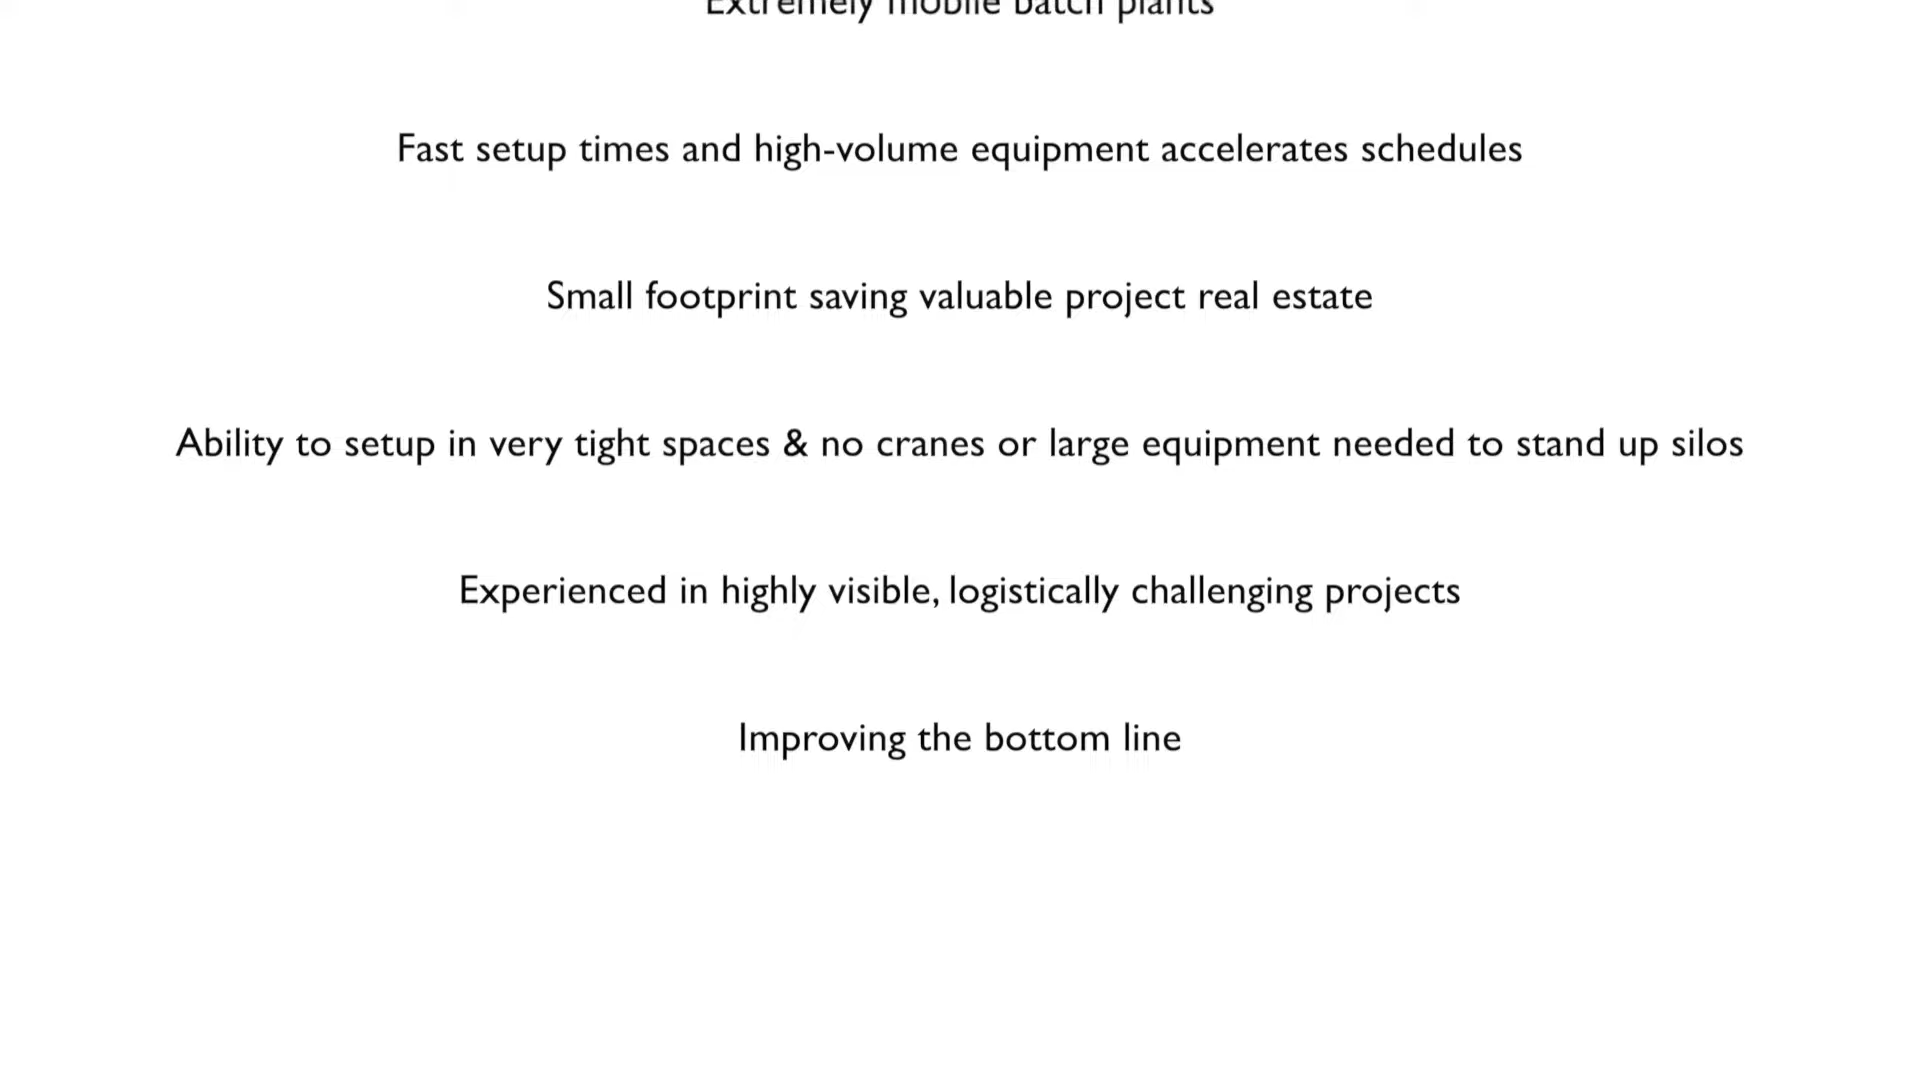 Extremely mobile batch plants
Fast setup times and high-volume equipment accelerates schedules
Small footprint saving valuable project real estate
Ability to setup in very tight spaces & no cranes or large equipment needed to stand up silos
Experienced in highly visible, logistically challenging projects
Improving the bottom line